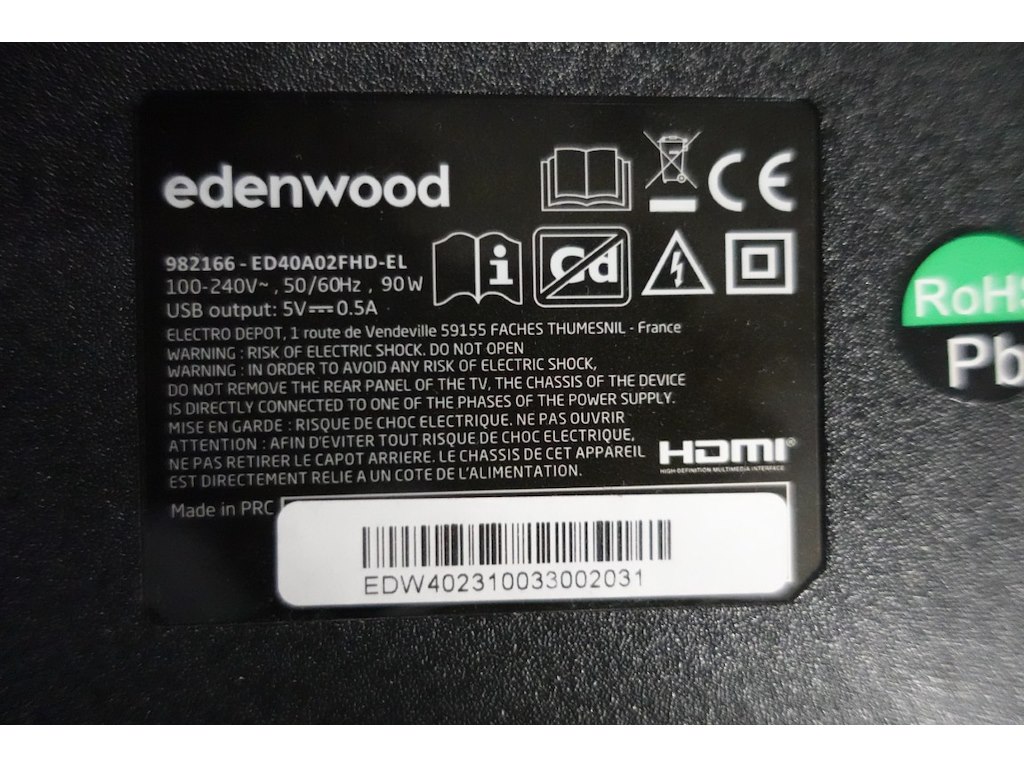 edenwood
CE
982166 - ED40A02FHD-EL
100-240V~ , 50/60Hz , 90W
USB output: 5V⎓0.5A
Cd
ELECTRO DEPOT, 1 route de Vendeville 59155 FACHES THUMESNIL - France
WARNING : RISK OF ELECTRIC SHOCK. DO NOT OPEN
WARNING : IN ORDER TO AVOID ANY RISK OF ELECTRIC SHOCK,
DO NOT REMOVE THE REAR PANEL OF THE TV, THE CHASSIS OF THE DEVICE
IS DIRECTLY CONNECTED TO ONE OF THE PHASES OF THE POWER SUPPLY.
MISE EN GARDE : RISQUE DE CHOC ELECTRIQUE. NE PAS OUVRIR
ATTENTION : AFIN D'EVITER TOUT RISQUE DE CHOC ELECTRIQUE,
NE PAS RETIRER LE CAPOT ARRIERE. LE CHASSIS DE CET APPAREIL
EST DIRECTEMENT RELIE A UN COTE DE L'ALIMENTATION.
HDMI®
HIGH-DEFINITION MULTIMEDIA INTERFACE
Made in PRC
EDW402310033002031
RoHS
Pb